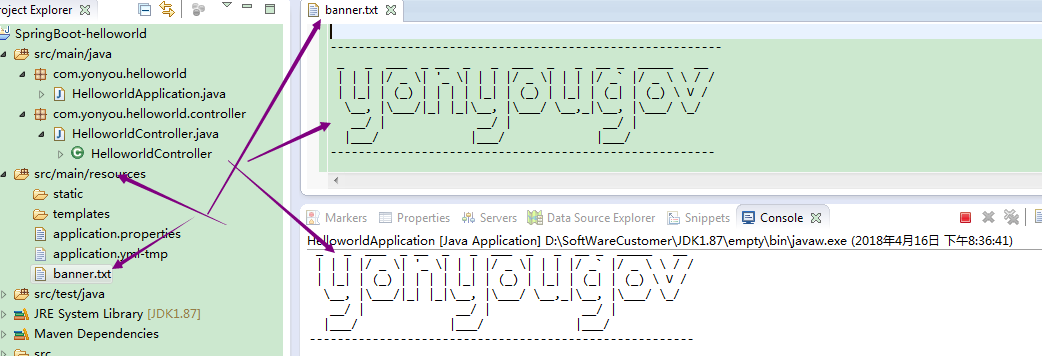 roject Explorer
SpringBoot-helloworld
src/main/java
com.yonyou.helloworld
HelloworldApplication.java
com.yonyou.helloworld.controller
HelloworldController.java
HelloworldController
src/main/resources
static
templates
application.properties
application.yml-tmp
banner.txt
src/test/java
JRE System Library [JDK1.87]
Maven Dependencies
src
banner.txt
yonyougov
Markers
Properties
Servers
Data Source Explorer
Snippets
Console
HelloworldApplication [Java Application] D:\SoftWareCustomer\JDK1.87\empty\bin\javaw.exe (2018年4月16日 下午8:36:41)
yonyougov